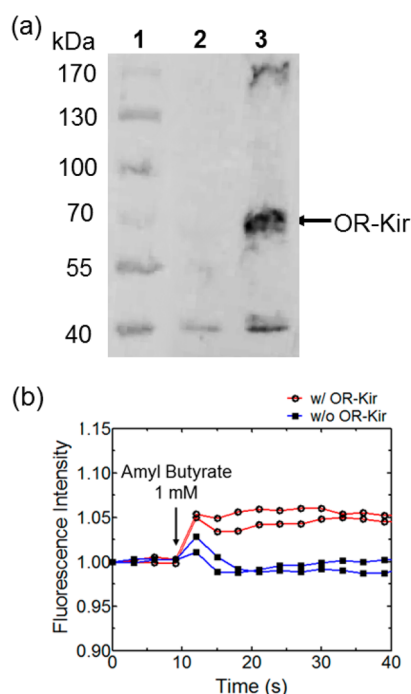 (a)
kDa 1 2 3
170
130
100
70 OR-Kir
55
40
(b)
w/ OR-Kir
w/o OR-Kir
1.15
1.10
Amyl Butyrate
1 mM
1.05
1.00
0.95
0.90
Fluorescence Intensity
0 10 20 30 40
Time (s)